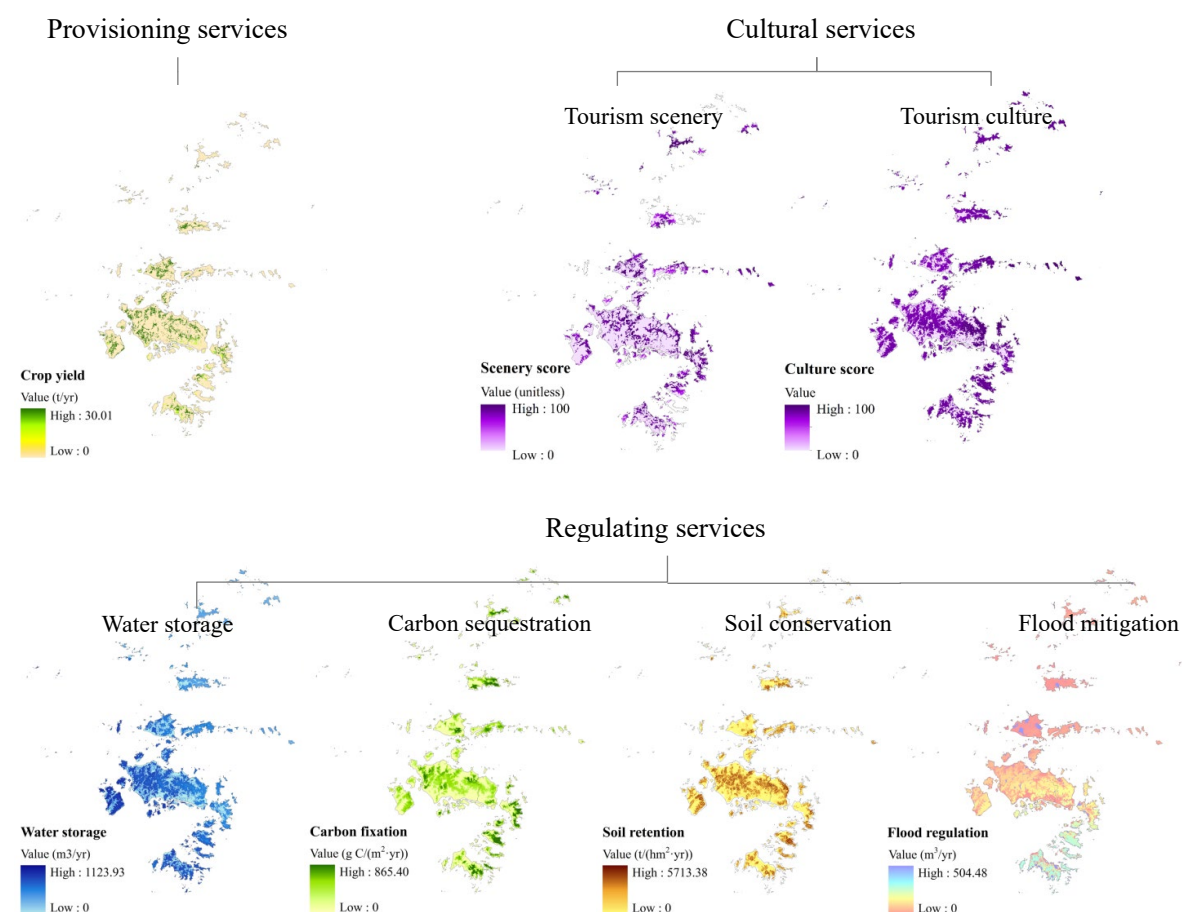 Provisioning services
Cultural services
Tourism scenery
Tourism culture
Crop yield
Value (t/yr)
High : 30.01
Low : 0
Scenery score
Value (unitless)
High : 100
Low : 0
Culture score
Value
High : 100
Low : 0
Regulating services
Water storage
Carbon sequestration
Soil conservation
Flood mitigation
Water storage
Value (m3/yr)
High : 1123.93
Low : 0
Carbon fixation
Value (g C/(m²·yr))
High : 865.40
Low : 0
Soil retention
Value (t/(hm²·yr))
High : 5713.38
Low : 0
Flood regulation
Value (m³/yr)
High : 504.48
Low : 0